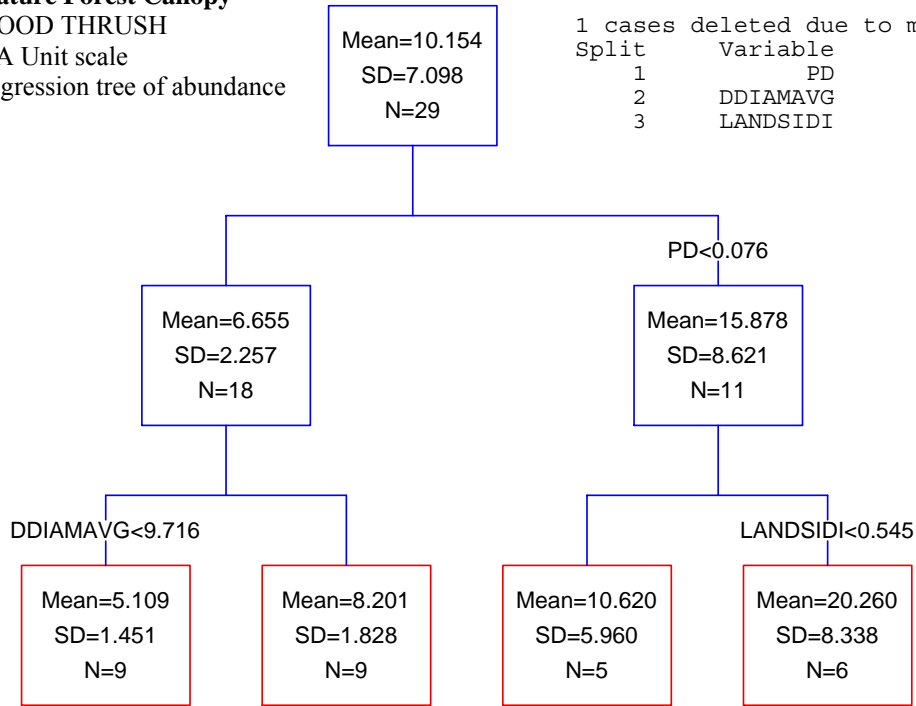 WOOD THRUSH
Unit scale
regression tree of abundance
Forest Canopy
1 cases deleted due to
Split Variable
1 PD
2 DDIAMAVG
3 LANDSIDI
Mean=10.154
SD=7.098
N=29
PD<0.076
Mean=6.655
SD=2.257
N=18
Mean=15.878
SD=8.621
N=11
DDIAMAVG<9.716
LANDSIDI<0.545
Mean=5.109
SD=1.451
N=9
Mean=8.201
SD=1.828
N=9
Mean=10.620
SD=5.960
N=5
Mean=20.260
SD=8.338
N=6